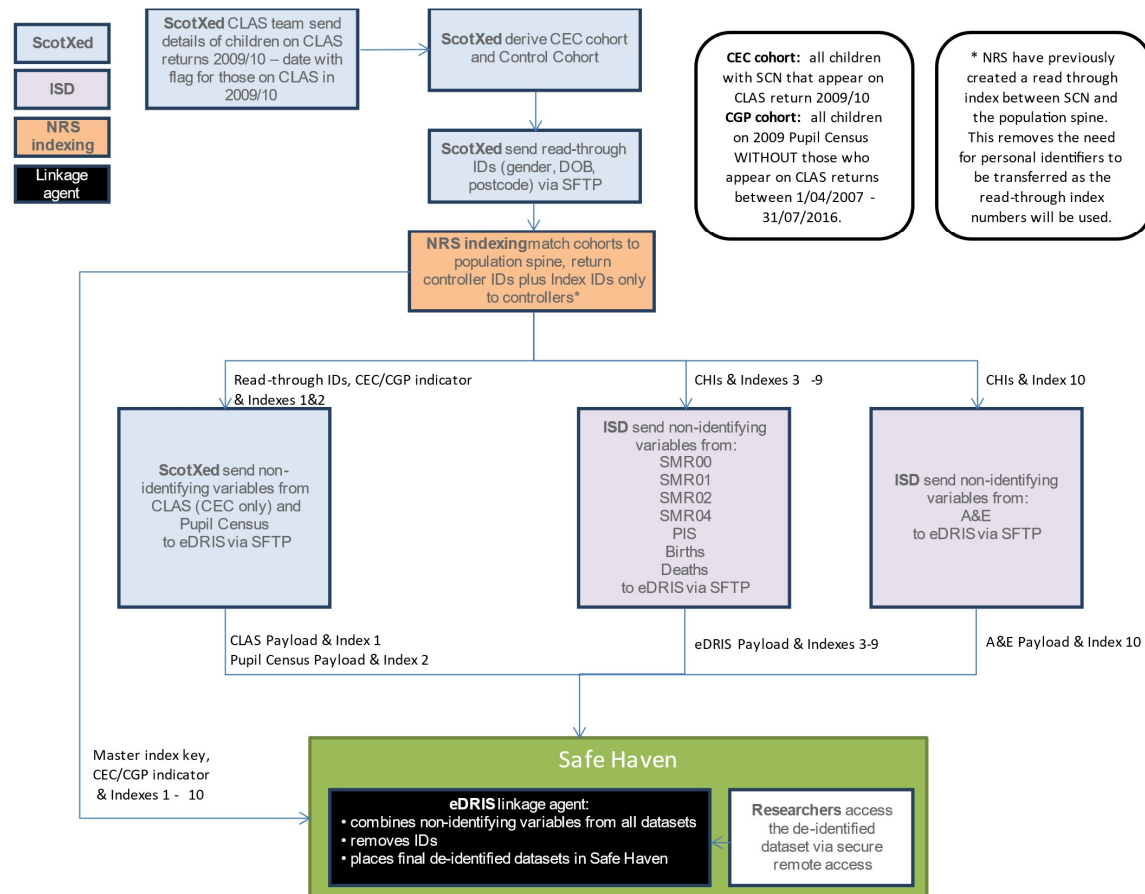 ScotXed
ISD
NRS
indexing
Linkage
agent
ScotXed CLAS team send
details of children on CLAS
returns 2009/10 – date with
flag for those on CLAS in
2009/10
ScotXed derive CEC cohort
and Control Cohort
CEC cohort: all children
with SCN that appear on
CLAS return 2009/10
CGP cohort: all children
on 2009 Pupil Census
WITHOUT those who
appear on CLAS returns
between 1/04/2007 -
31/07/2016.
* NRS have previously
created a read through
index between SCN and
the population spine.
This removes the need
for personal identifiers to
be transferred as the
read-through index
numbers will be used.
ScotXed send read-through
IDs (gender, DOB,
postcode) via SFTP
NRS indexingmatch cohorts to
population spine, return
controller IDs plus Index IDs only
to controllers*
Read-through IDs, CEC/CGP indicator
& Indexes 1&2
CHIs & Indexes 3 -9
CHIs & Index 10
ScotXed send non-
identifying variables from
CLAS (CEC only) and
Pupil Census
to eDRIS via SFTP
ISD send non-identifying
variables from:
SMR00
SMR01
SMR02
SMR04
PIS
Births
Deaths
to eDRIS via SFTP
ISD send non-identifying
variables from:
A&E
to eDRIS via SFTP
CLAS Payload & Index 1
Pupil Census Payload & Index 2
eDRIS Payload & Indexes 3-9
A&E Payload & Index 10
Master index key,
CEC/CGP indicator
& Indexes 1 - 10
Safe Haven
eDRIS linkage agent:
• combines non-identifying variables from all datasets
• removes IDs
• places final de-identified datasets in Safe Haven
Researchers access
the de-identified
dataset via secure
remote access